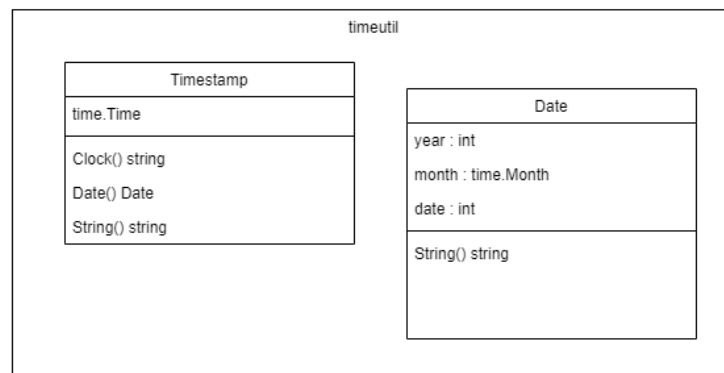 timeutil
Timestamp
time.Time
Clock() string
Date() Date
String() string
Date
year : int
month : time.Month
date : int
String() string